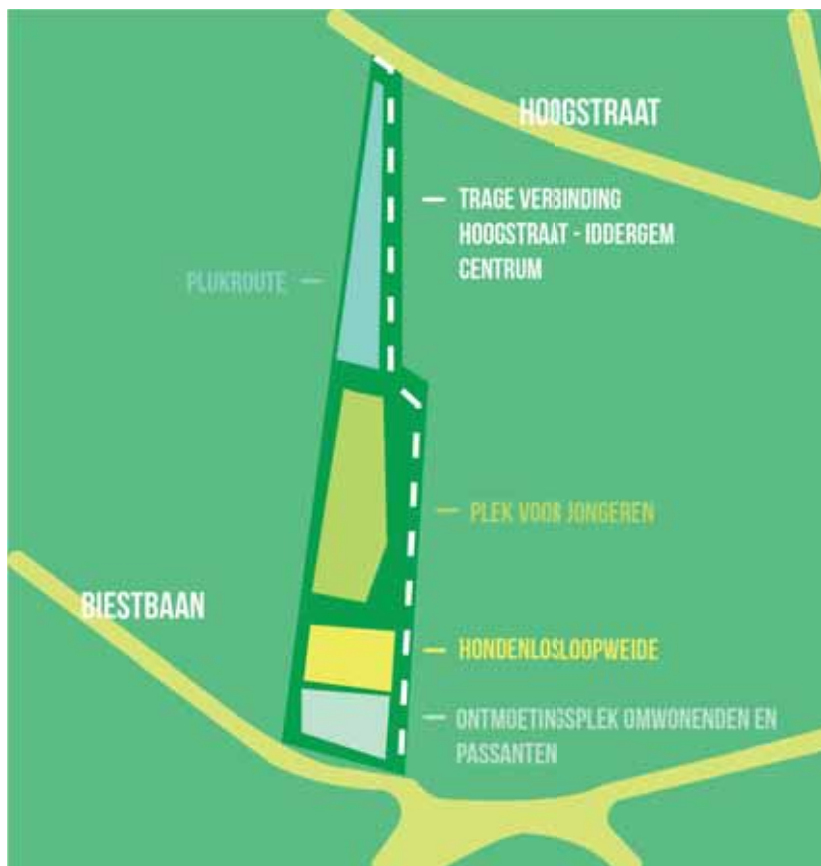 HOOGSTRAAT
TRAGE VERBINDING
HOOGSTRAAT - IDDERGEM
CENTRUM
PLUKROUTE
PLEK VOOR JONGEREN
BIESTBAAN
HONDENLOSLOOPWEIDE
ONTMOETINGSPLEK OMWONENDEN EN
PASSANTEN